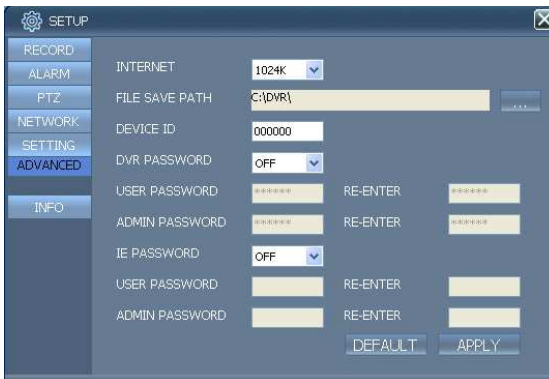 SETUP
RECORD
ALARM
PTZ
NETWORK
SETTING
ADVANCED
INFO
INTERNET 1024K
FILE SAVE PATH C:\DVR\ ...
DEVICE ID 000000
DVR PASSWORD OFF
USER PASSWORD ****** RE-ENTER ******
ADMIN PASSWORD ****** RE-ENTER ******
IE PASSWORD OFF
USER PASSWORD RE-ENTER
ADMIN PASSWORD RE-ENTER
DEFAULT APPLY